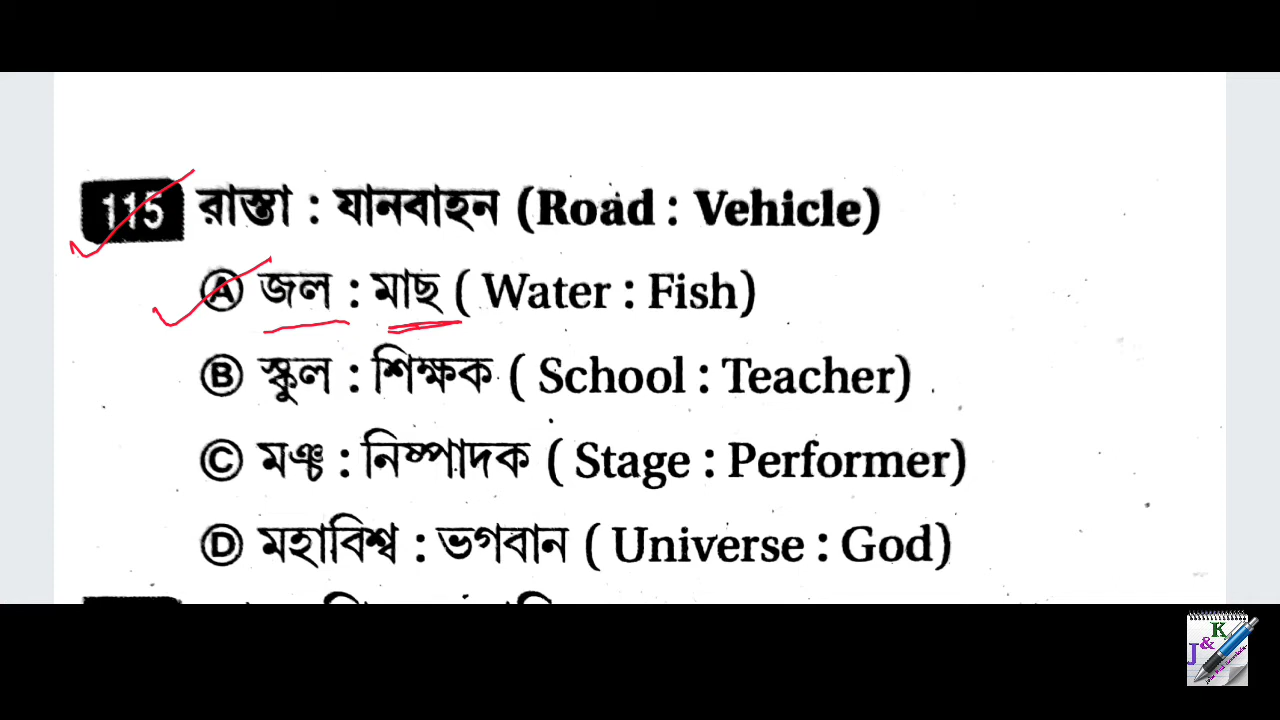 115 রাস্তা : যানবাহন (Road : Vehicle)
Ⓐ জল : মাছ ( Water : Fish)
Ⓑ স্কুল : শিক্ষক ( School : Teacher)
Ⓒ মঞ্চ : নিষ্পাদক ( Stage : Performer)
Ⓓ মহাবিশ্ব : ভগবান ( Universe : God)
J&K